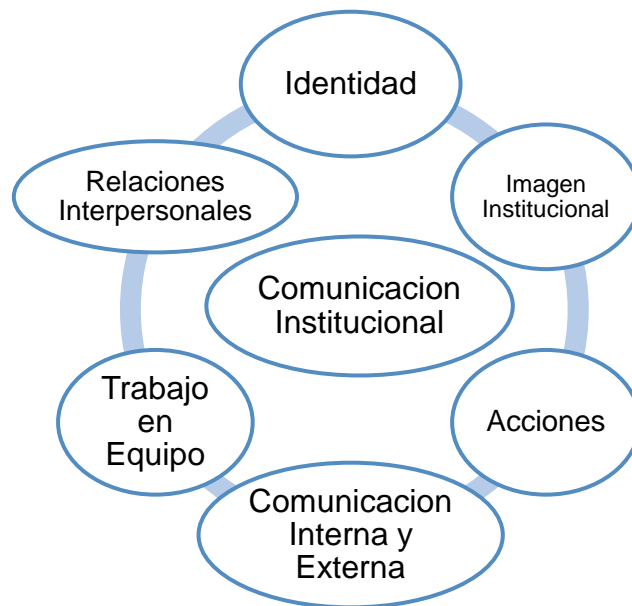 Identidad
Relaciones
Interpersonales
Imagen
Institucional
Comunicacion
Institucional
Trabajo
en
Equipo
Acciones
Comunicacion
Interna y
Externa